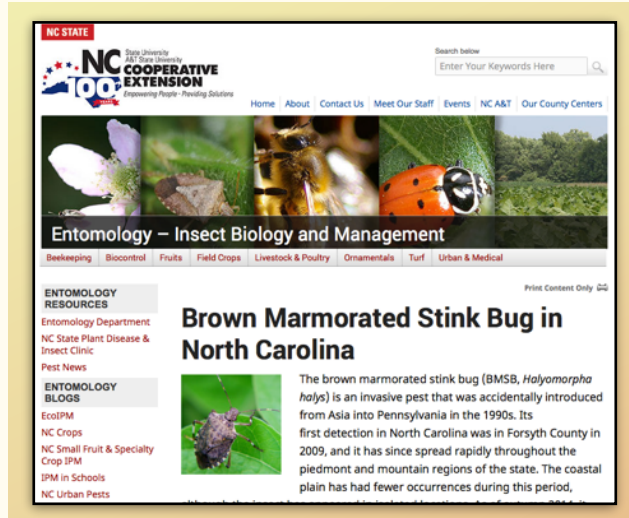 NC STATE
State University
A&T State University
NC COOPERATIVE
EXTENSION
100
Empowering People · Providing Solutions
Search below
Enter Your Keywords Here
Home About Contact Us Meet Our Staff Events NC A&T Our County Centers
Entomology – Insect Biology and Management
Beekeeping Biocontrol Fruits Field Crops Livestock & Poultry Ornamentals Turf Urban & Medical
Print Content Only
ENTOMOLOGY
RESOURCES
Entomology Department
NC State Plant Disease &
Insect Clinic
Pest News
ENTOMOLOGY
BLOGS
EcoIPM
NC Crops
NC Small Fruit & Specialty
Crop IPM
IPM in Schools
NC Urban Pests
Brown Marmorated Stink Bug in
North Carolina
The brown marmorated stink bug (BMSB, Halyomorpha
halys) is an invasive pest that was accidentally introduced
from Asia into Pennsylvania in the 1990s. Its
first detection in North Carolina was in Forsyth County in
2009, and it has since spread rapidly throughout the
piedmont and mountain regions of the state. The coastal
plain has had fewer occurrences during this period,